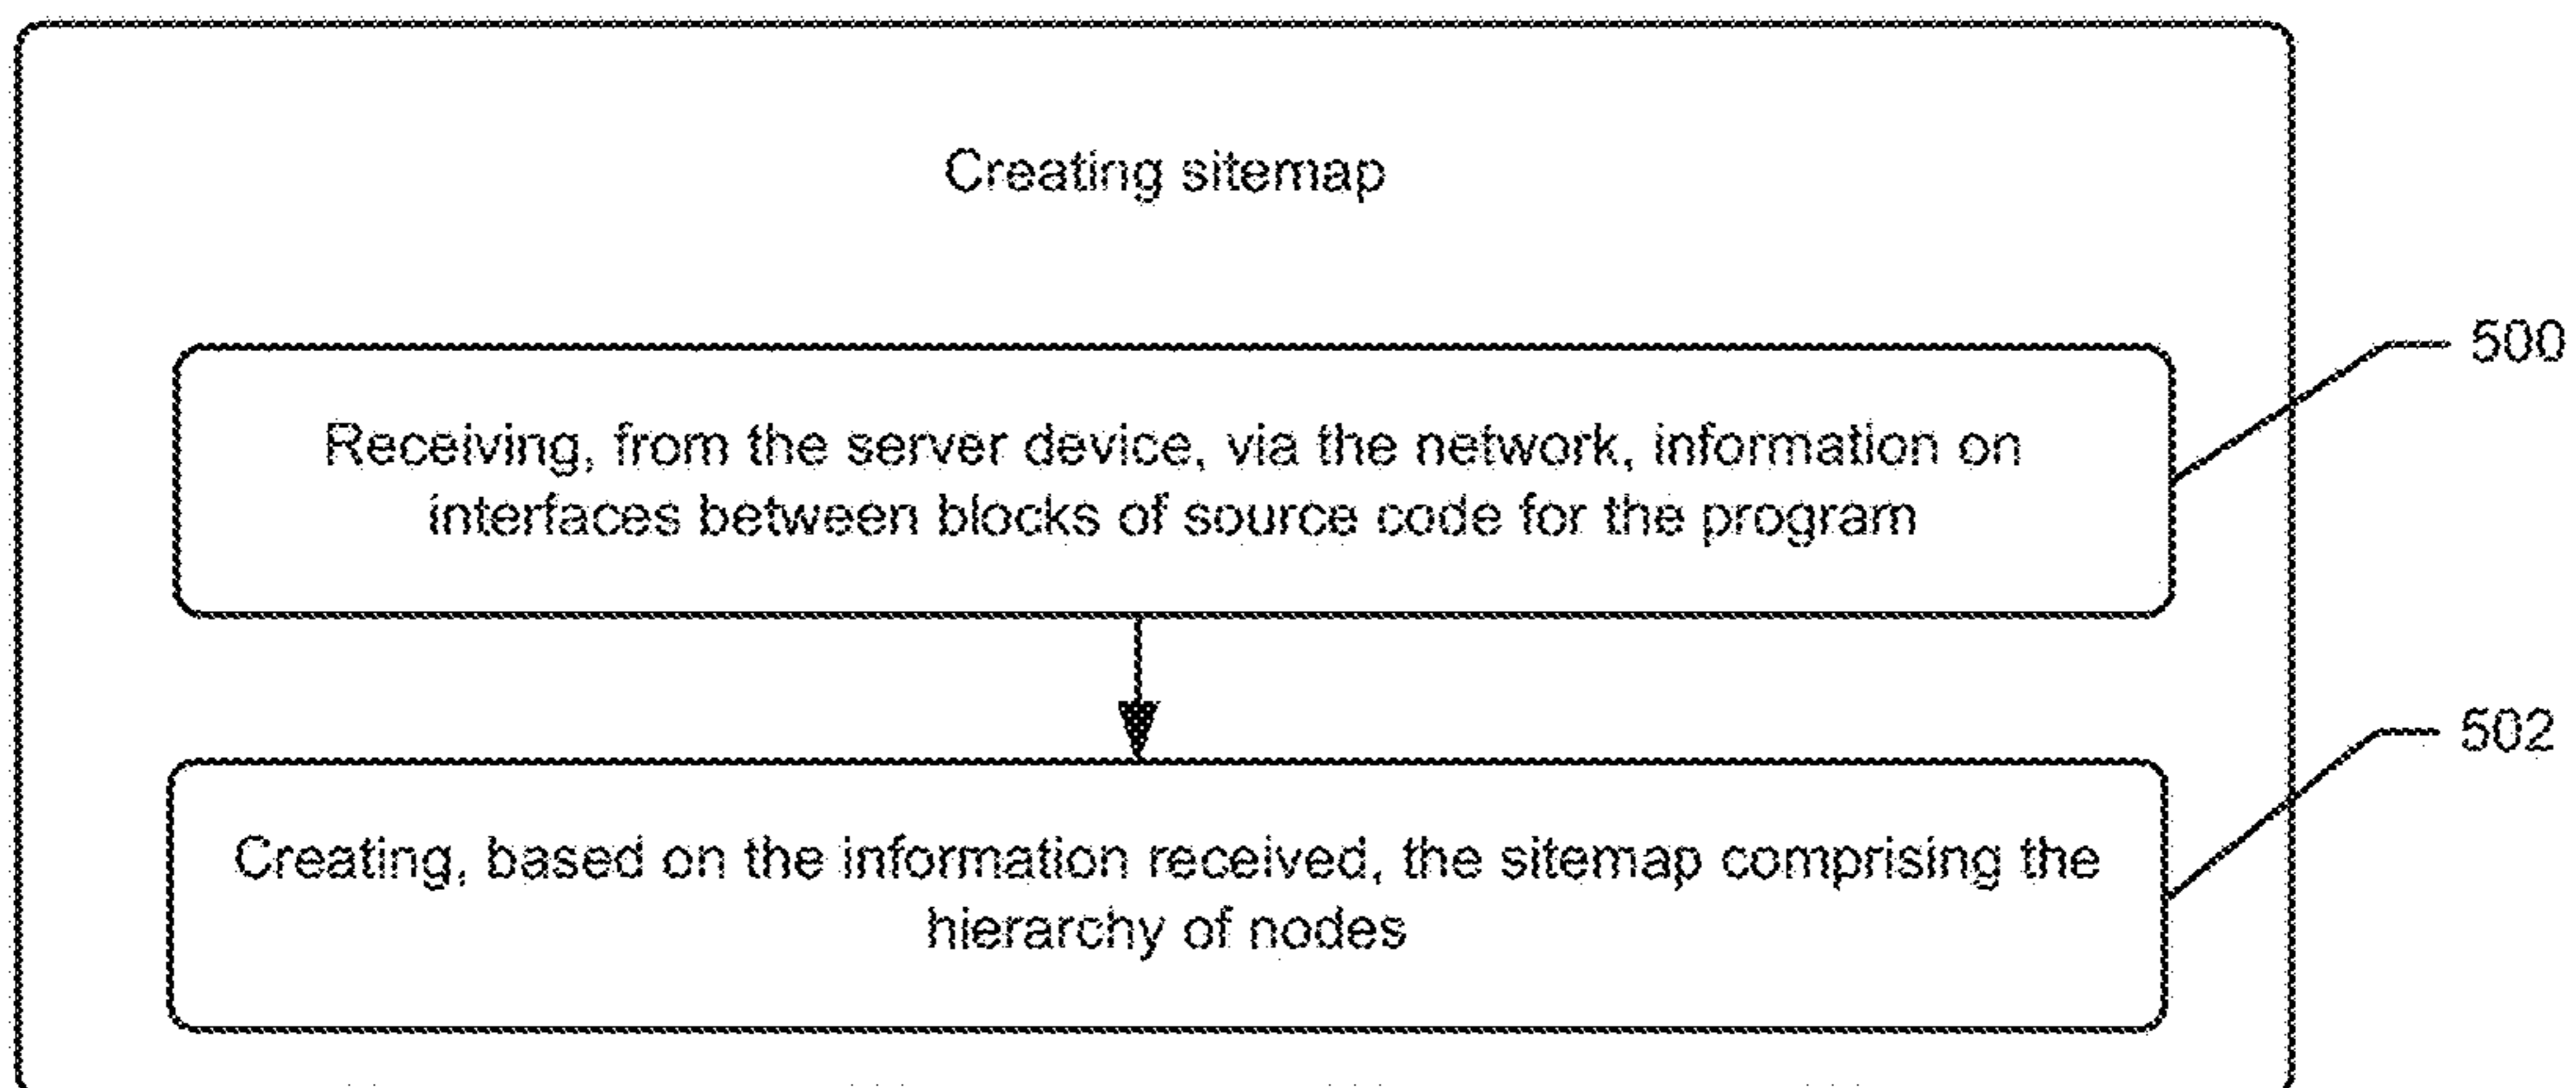 Creating sitemap
500
Receiving, from the server device, via the network, information on
interfaces between blocks of source code for the program
502
Creating, based on the information received, the sitemap comprising the
hierarchy of nodes